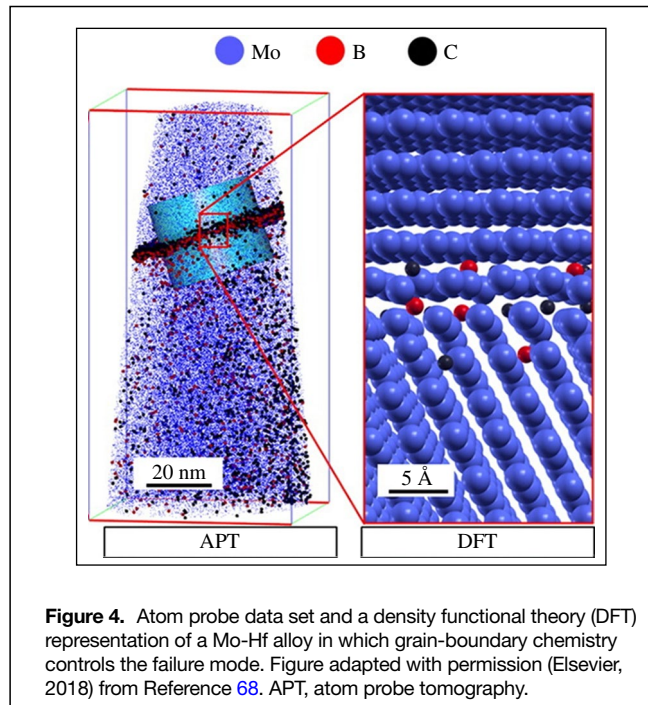 Mo B C
20 nm
5 Å
APT DFT
Figure 4. Atom probe data set and a density functional theory (DFT)
representation of a Mo-Hf alloy in which grain-boundary chemistry
controls the failure mode. Figure adapted with permission (Elsevier,
2018) from Reference 68. APT, atom probe tomography.